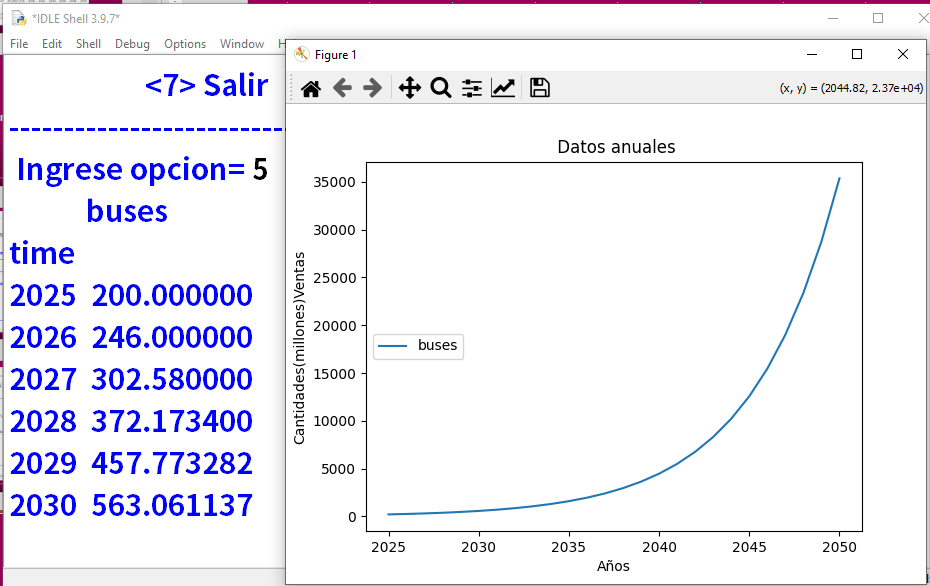 *IDLE Shell 3.9.7*
File Edit Shell Debug Options Window H
<7> Salir
--------------------------
Ingrese opcion= 5
buses
time
2025 200.000000
2026 246.000000
2027 302.580000
2028 372.173400
2029 457.773282
2030 563.061137
Figure 1
(x, y) = (2044.82, 2.37e+04)
Datos anuales
35000
30000
25000
20000
15000
10000
5000
0
Cantidades(millones)Ventas
buses
2025 2030 2035 2040 2045 2050
Años